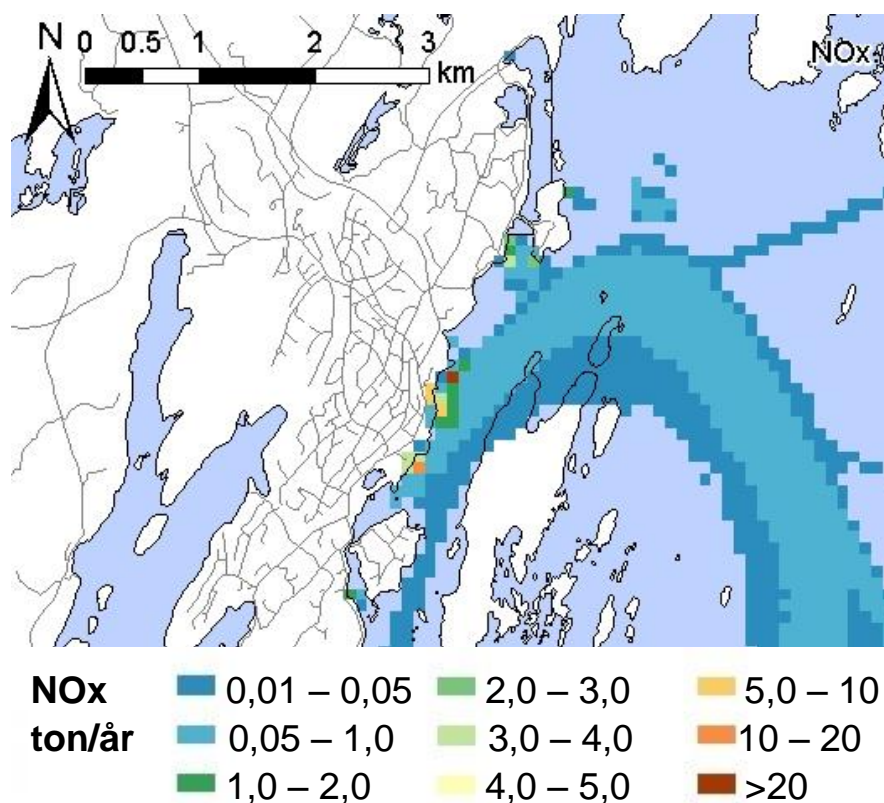 N 0 0.5 1 2 3
km
NOx
NOx
ton/år
0,01 – 0,05
0,05 – 1,0
1,0 – 2,0
2,0 – 3,0
3,0 – 4,0
4,0 – 5,0
5,0 – 10
10 – 20
>20